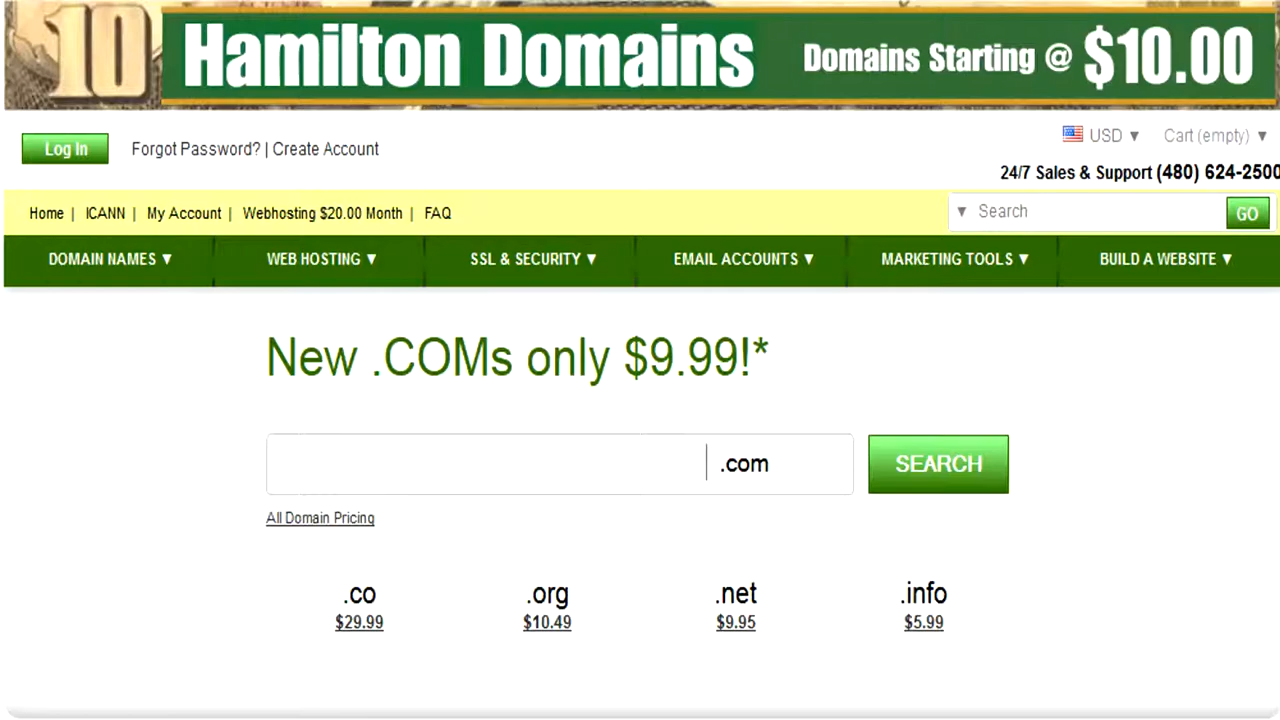 10 Hamilton Domains Domains Starting @ $10.00
Log In Forgot Password? | Create Account USD ▼ Cart (empty) ▼
24/7 Sales & Support (480) 624-2500
Home | ICANN | My Account | Webhosting $20.00 Month | FAQ ▼ Search GO
DOMAIN NAMES ▼ WEB HOSTING ▼ SSL & SECURITY ▼ EMAIL ACCOUNTS ▼ MARKETING TOOLS ▼ BUILD A WEBSITE ▼
New .COMs only $9.99!*
.com SEARCH
All Domain Pricing
.co .org .net .info
$29.99 $10.49 $9.95 $5.99